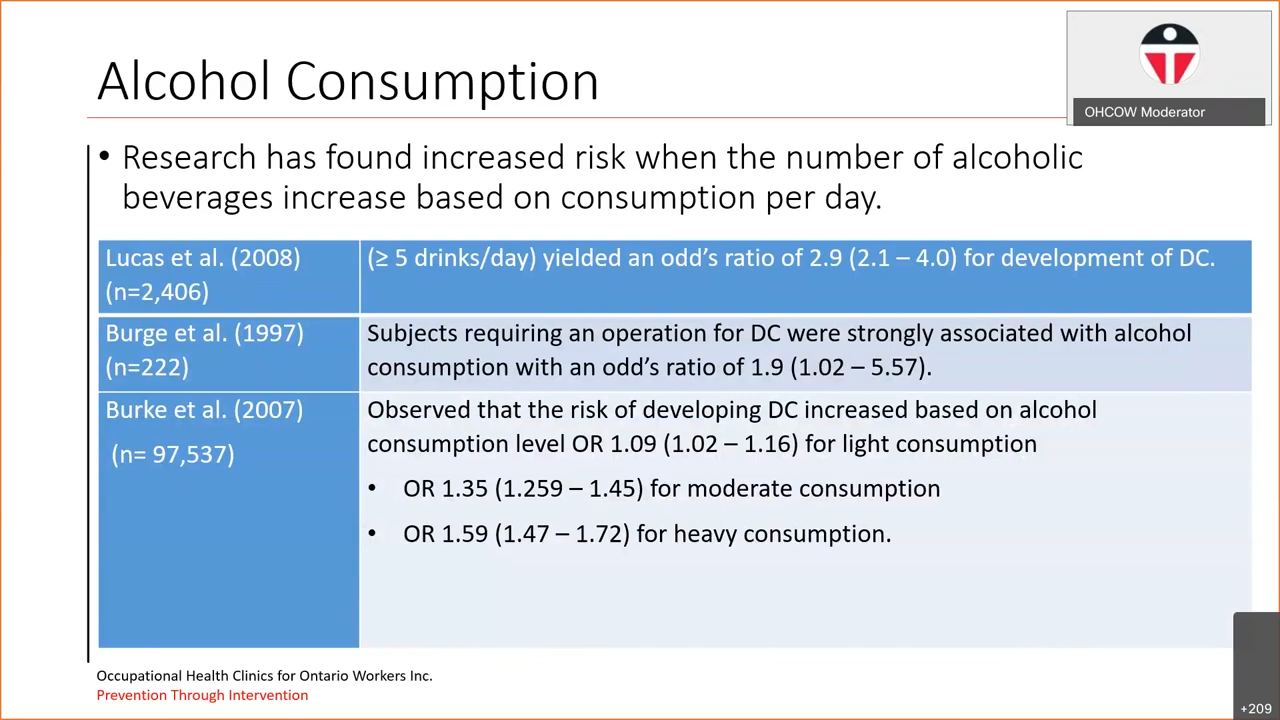 Alcohol Consumption
OHCOW Moderator
• Research has found increased risk when the number of alcoholic
beverages increase based on consumption per day.
Lucas et al. (2008)
(n=2,406)
(≥ 5 drinks/day) yielded an odd’s ratio of 2.9 (2.1 – 4.0) for development of DC.
Burge et al. (1997)
(n=222)
Subjects requiring an operation for DC were strongly associated with alcohol
consumption with an odd’s ratio of 1.9 (1.02 – 5.57).
Burke et al. (2007)
(n= 97,537)
Observed that the risk of developing DC increased based on alcohol
consumption level OR 1.09 (1.02 – 1.16) for light consumption
• OR 1.35 (1.259 – 1.45) for moderate consumption
• OR 1.59 (1.47 – 1.72) for heavy consumption.
Occupational Health Clinics for Ontario Workers Inc.
Prevention Through Intervention
+209